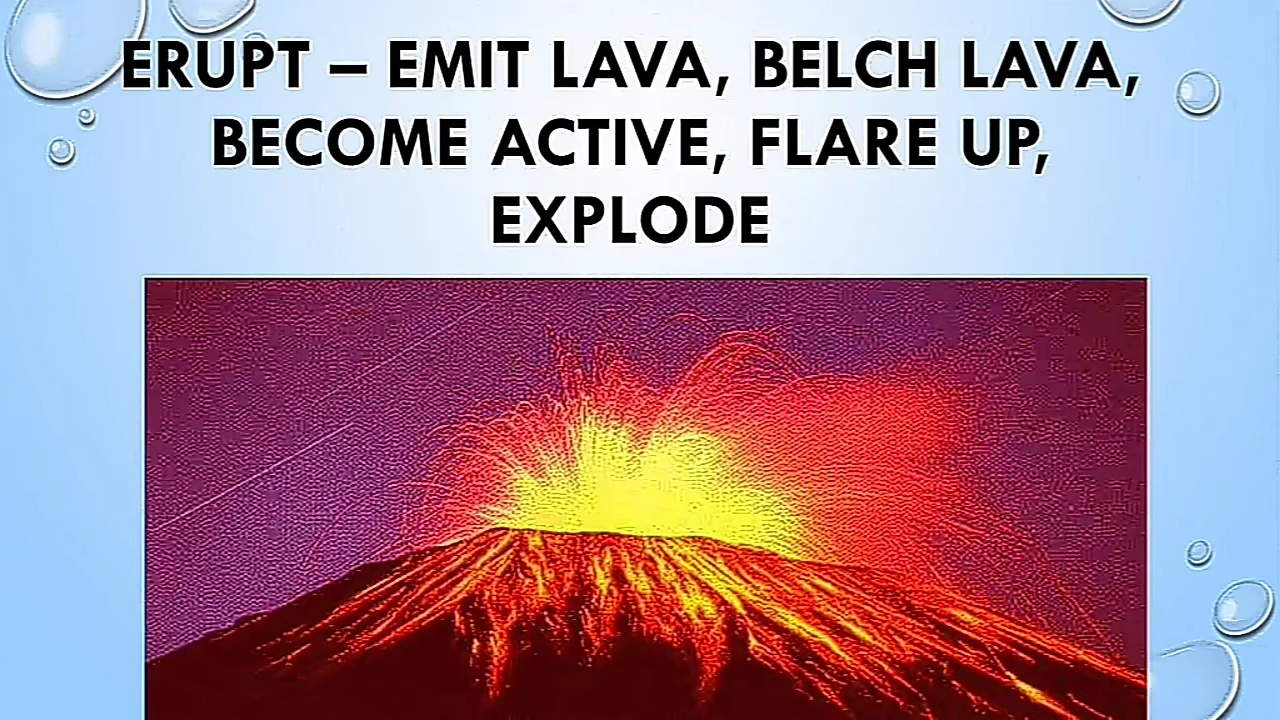 ERUPT – EMIT LAVA, BELCH LAVA,
BECOME ACTIVE, FLARE UP,
EXPLODE